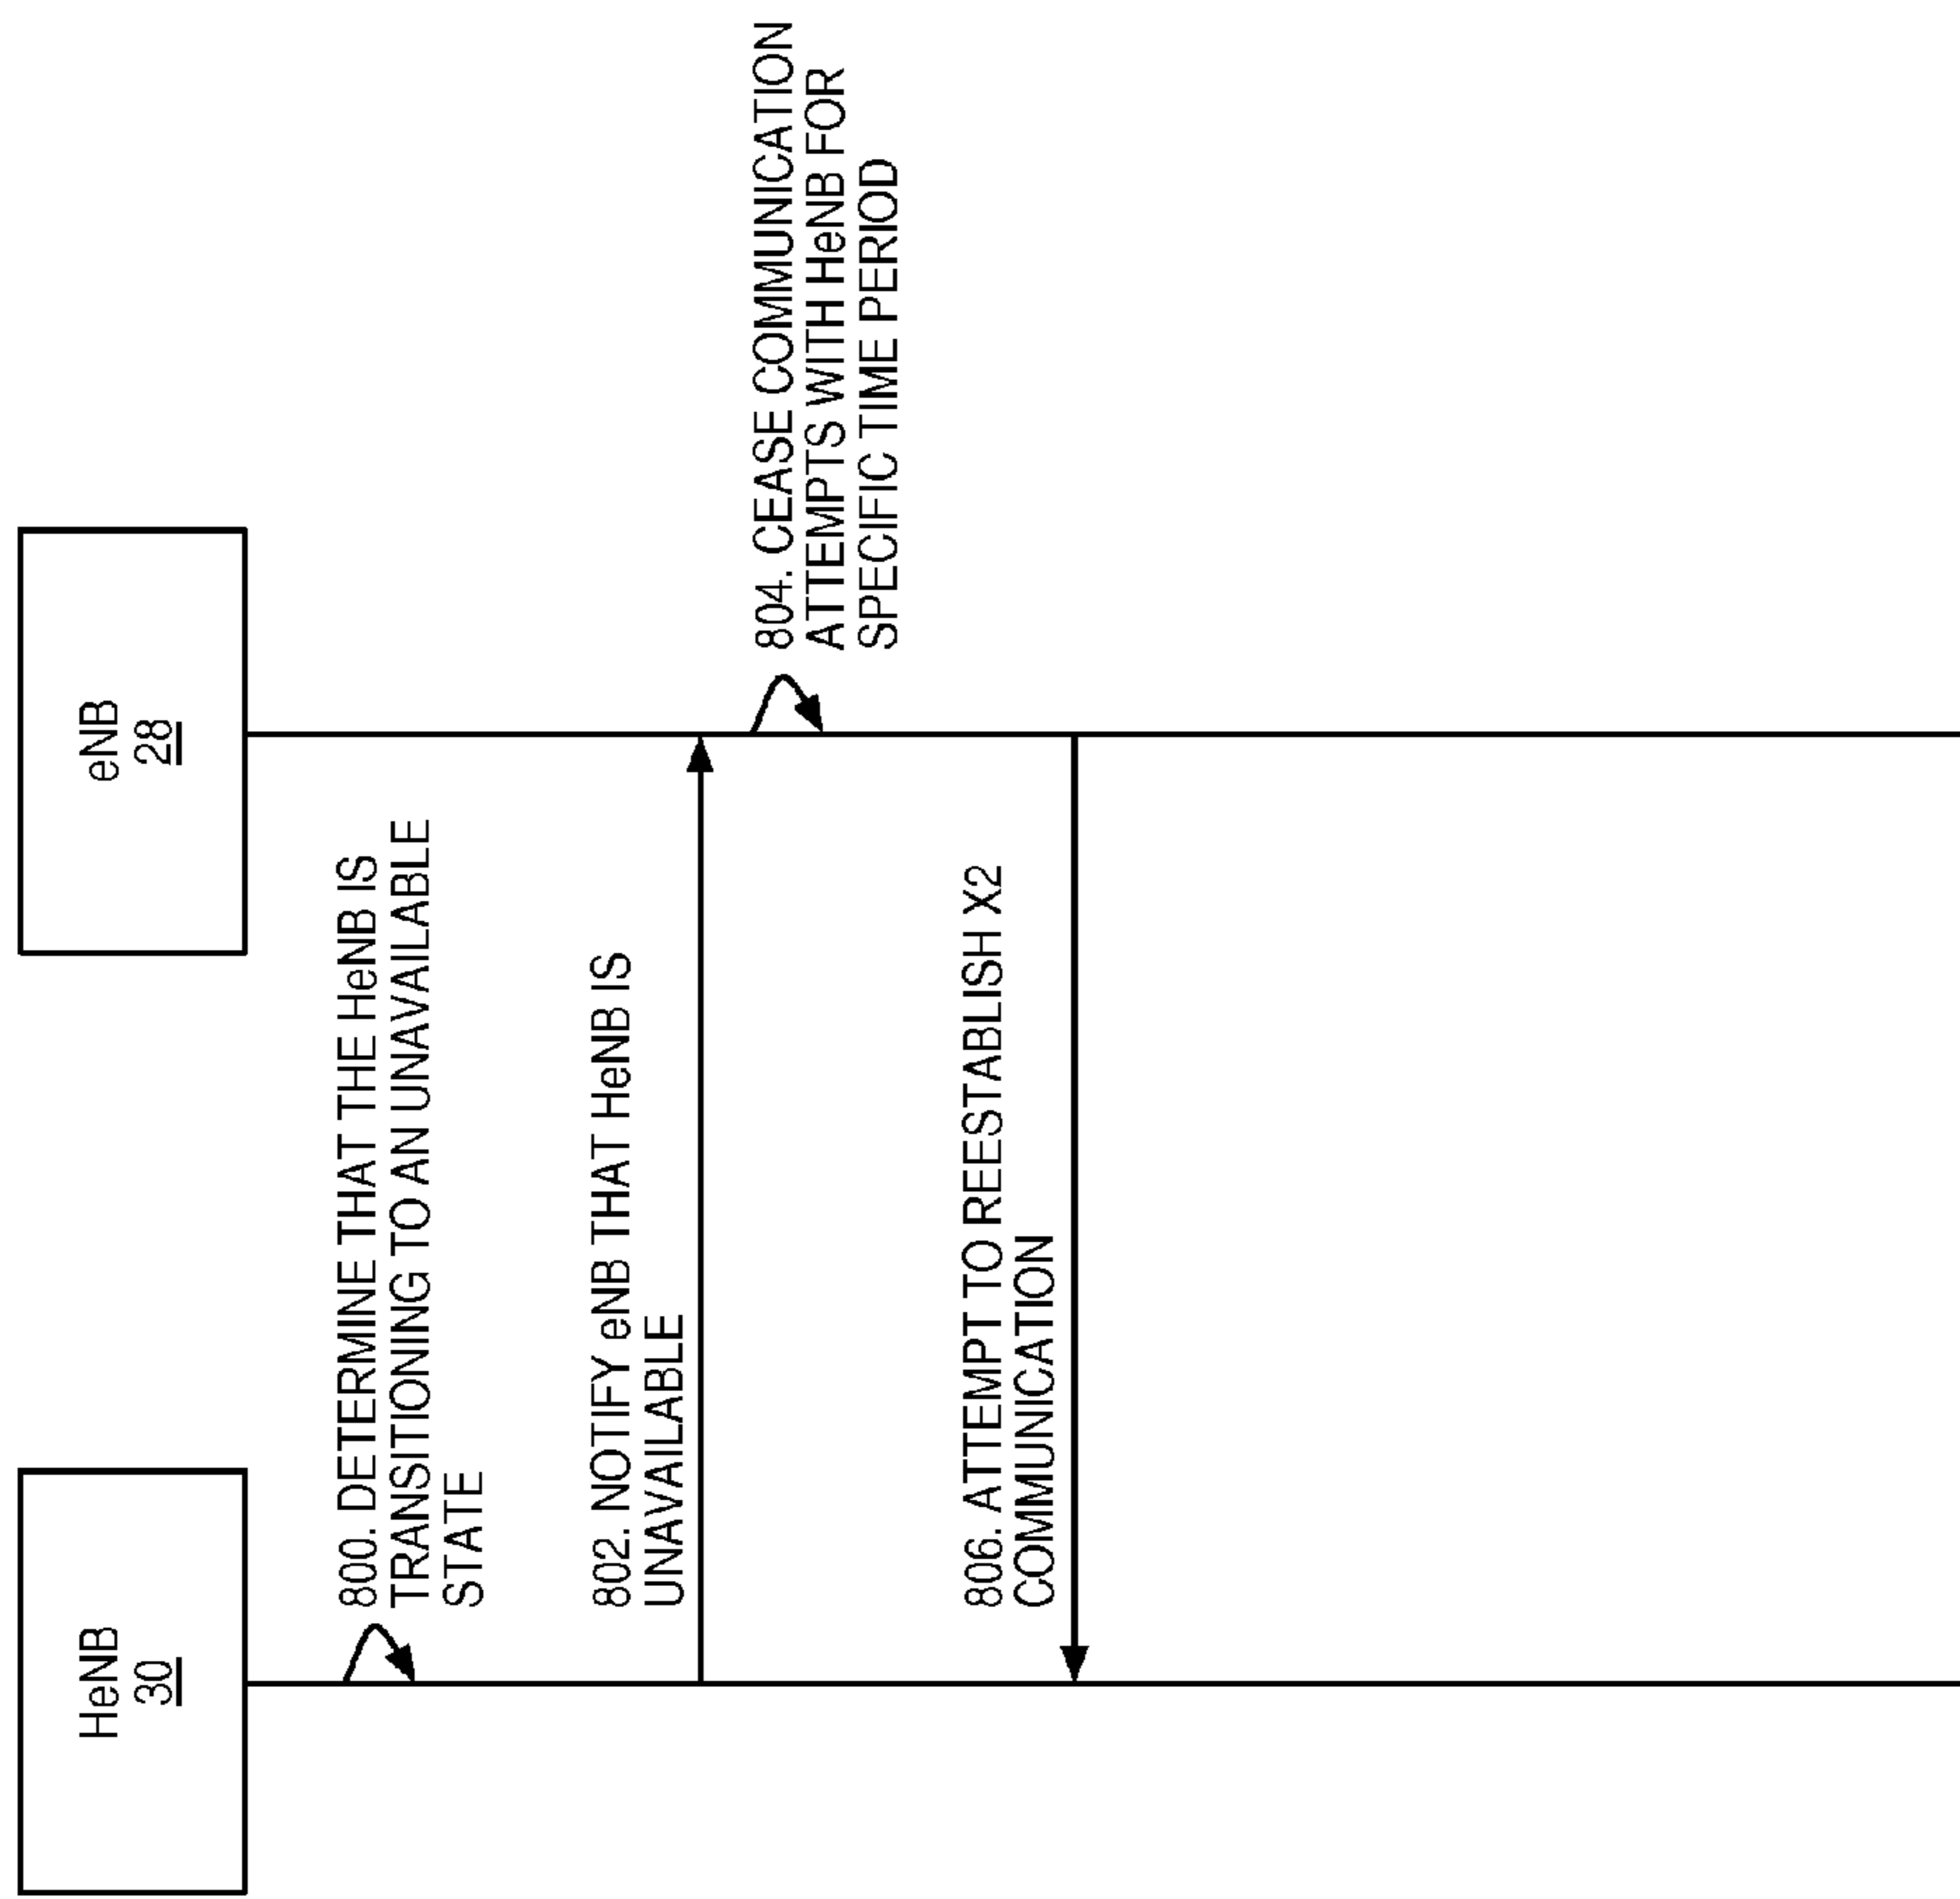 HeNB
30
eNB
28
800. DETERMINE THAT THE HeNB IS
TRANSITIONING TO AN UNAVAILABLE
STATE
802. NOTIFY eNB THAT HeNB IS
UNAVAILABLE
804. CEASE COMMUNICATION
ATTEMPTS WITH HeNB FOR
SPECIFIC TIME PERIOD
806. ATTEMPT TO REESTABLISH X2
COMMUNICATION